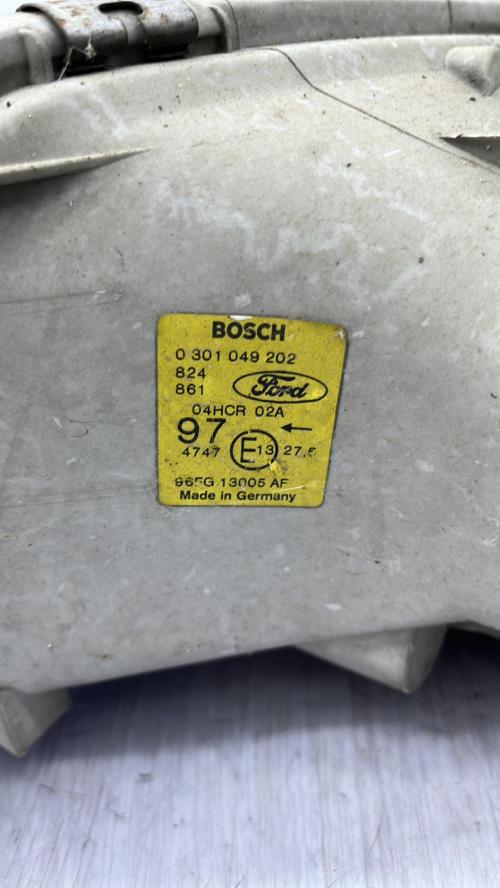 BOSCH
0 301 049 202
824
861
Ford
04HCR 02A
97 ←
4747 E13 27,5
96FG 13005 AF
Made in Germany